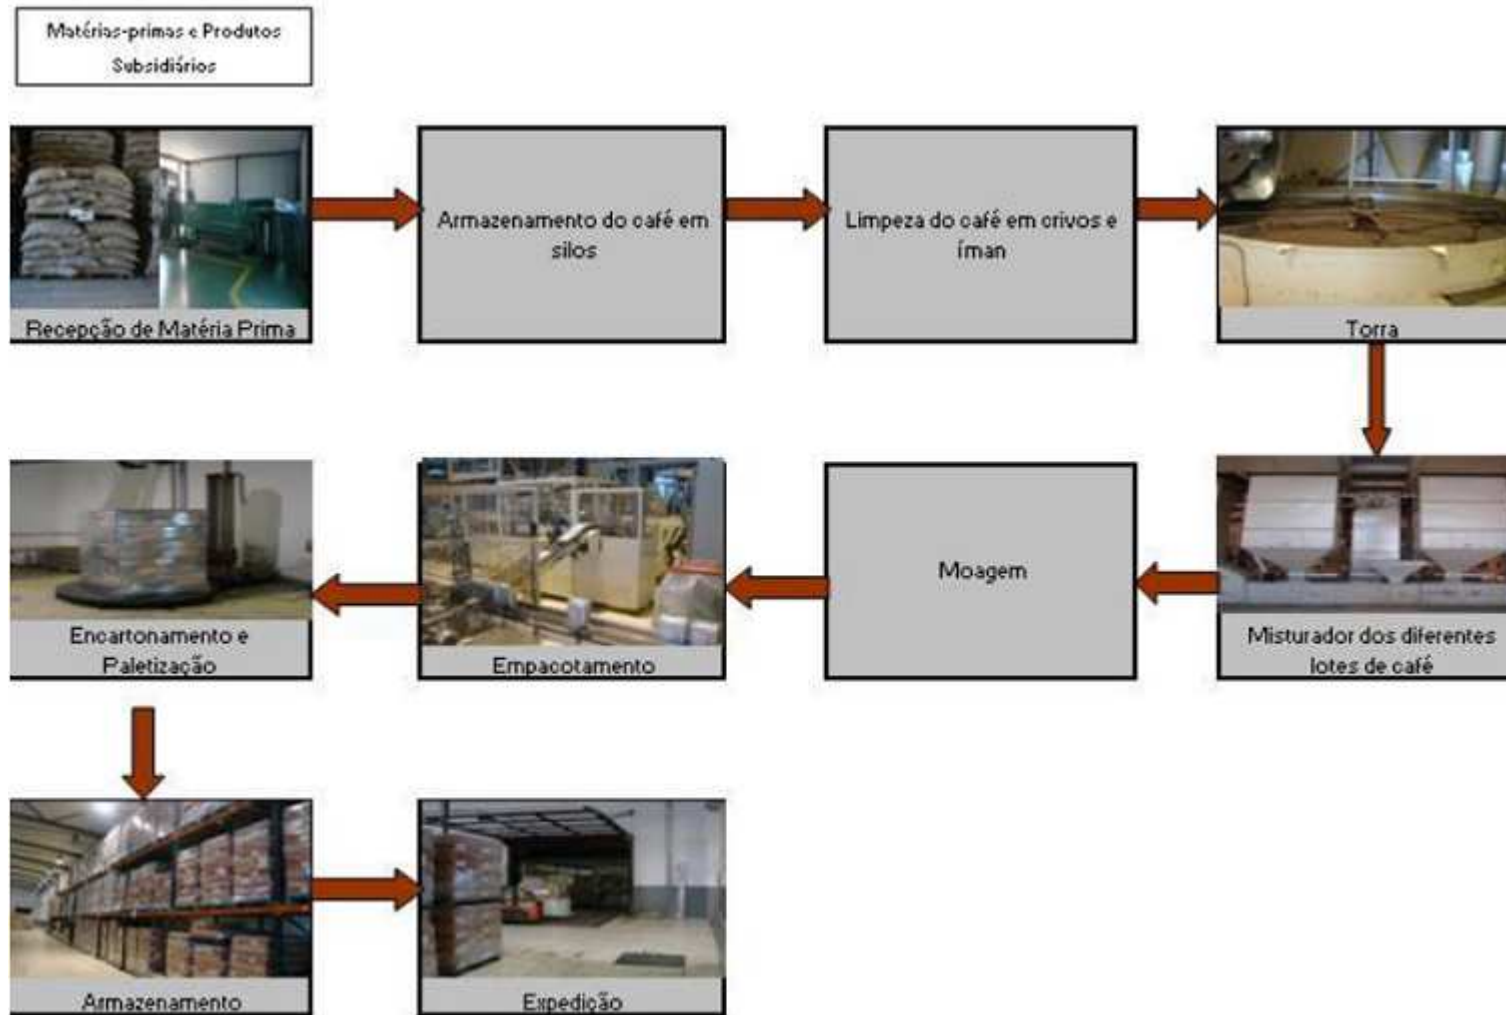 Matérias-primas e Produtos
Subsidiários
Recepção de Matéria Prima
Armazenamento do café em
silos
Limpeza do café em crivos e
íman
Torra
Misturador dos diferentes
lotes de café
Moagem
Empacotamento
Encartonamento e
Paletização
Armazenamento
Expedição